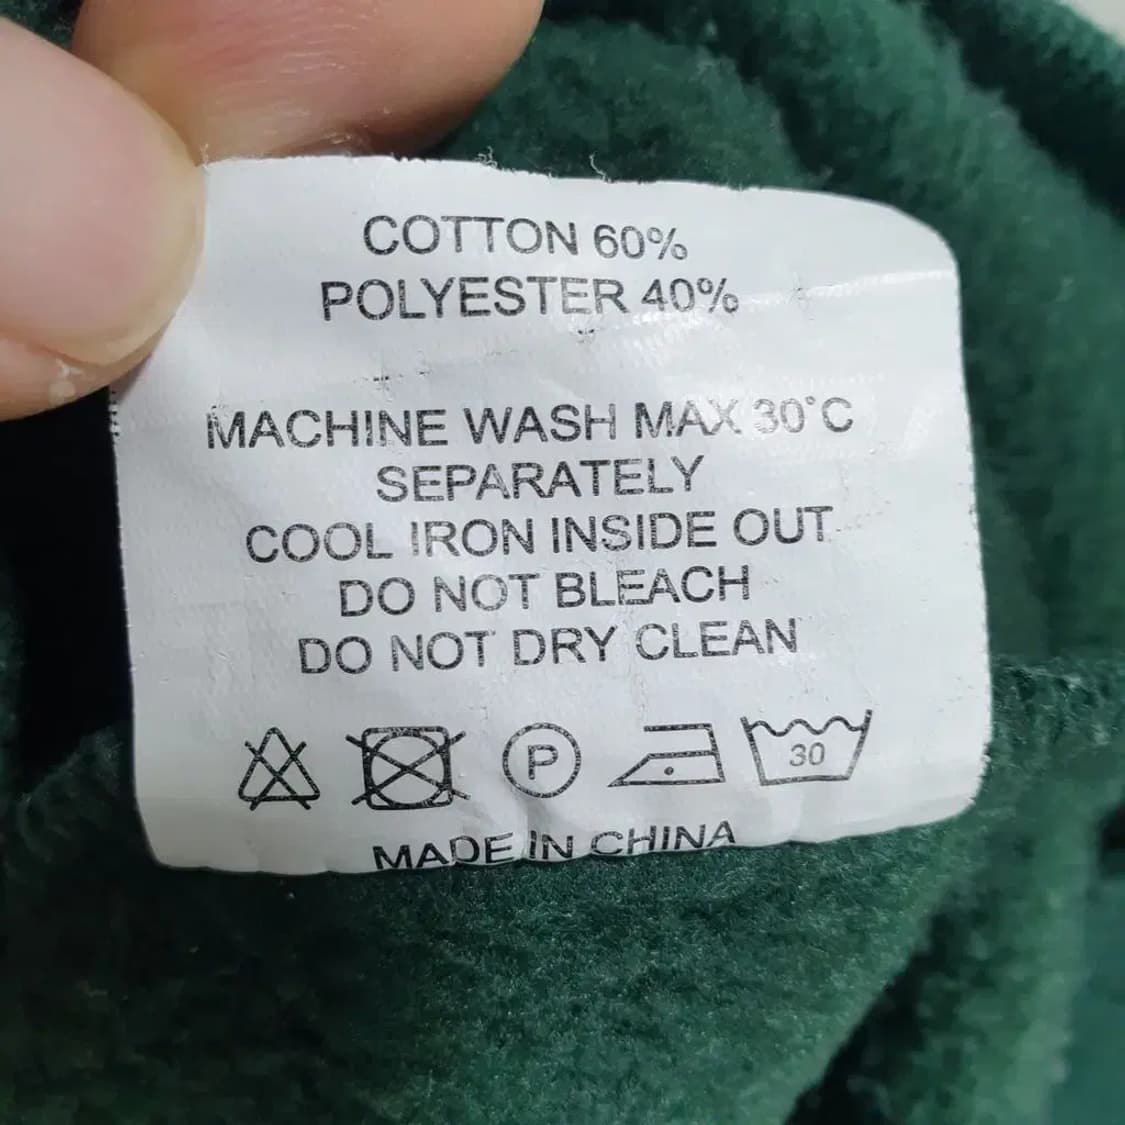 COTTON 60%
POLYESTER 40%
MACHINE WASH MAX 30°C
SEPARATELY
COOL IRON INSIDE OUT
DO NOT BLEACH
DO NOT DRY CLEAN
P 30
MADE IN CHINA